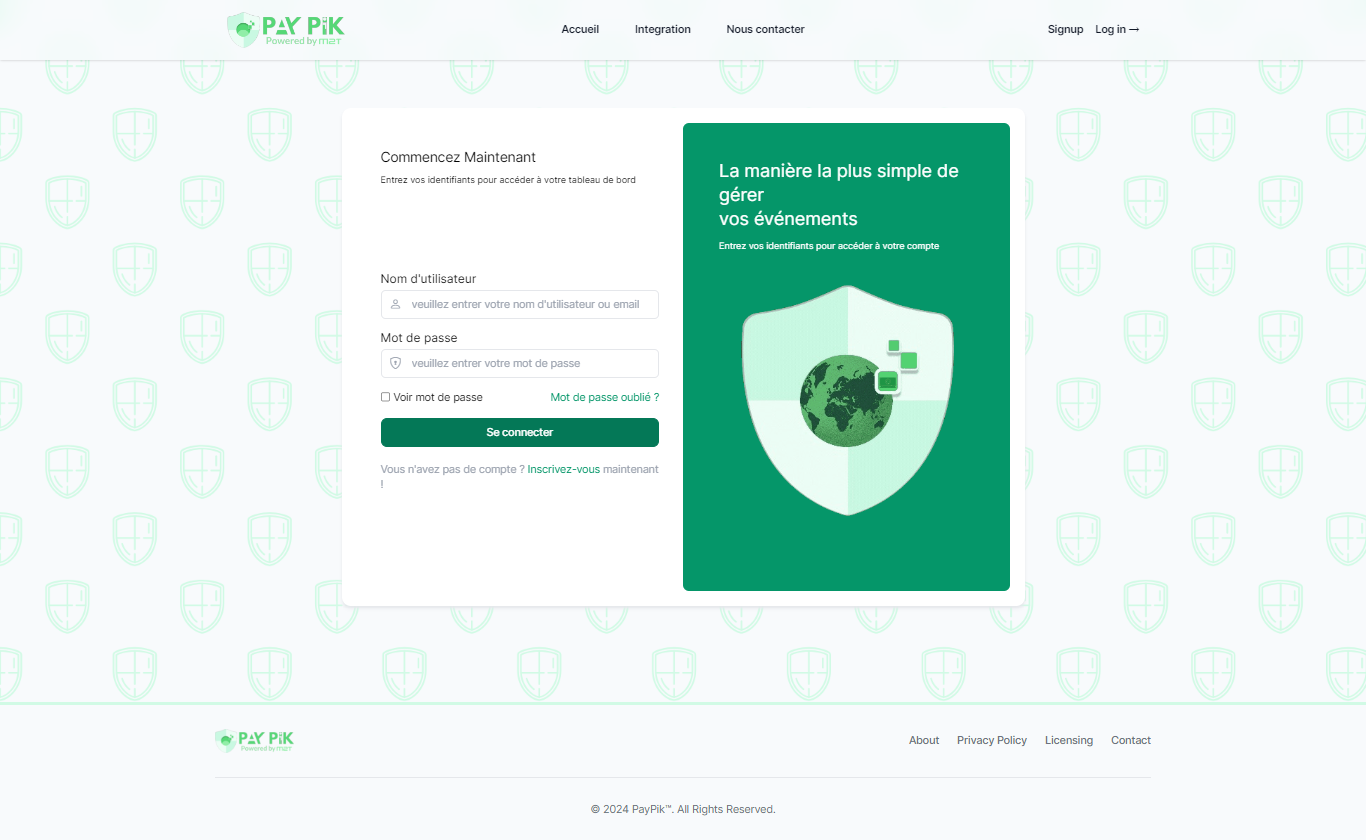 PAY PiK
Powered by M2T
Accueil
Integration
Nous contacter
Signup
Log in →
Commencez Maintenant
Entrez vos identifiants pour accéder à votre tableau de bord
Nom d'utilisateur
veuillez entrer votre nom d'utilisateur ou email
Mot de passe
veuillez entrer votre mot de passe
Voir mot de passe
Mot de passe oublié ?
Se connecter
Vous n'avez pas de compte ? Inscrivez-vous maintenant
!
La manière la plus simple de
gérer
vos événements
Entrez vos identifiants pour accéder à votre compte
PAY PiK
Powered by M2T
About
Privacy Policy
Licensing
Contact
© 2024 PayPik™. All Rights Reserved.